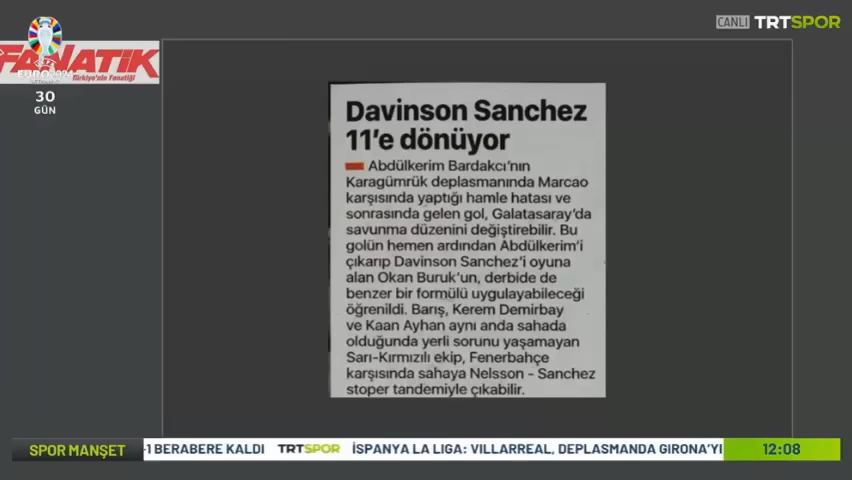 CANLI TRTSPOR
FANATİK
Türkiye'nin Fanatiği
UEFA
EURO2024
30
GÜN
Davinson Sanchez
11'e dönüyor
Abdülkerim Bardakcı'nın
Karagümrük deplasmanında Marcao
karşısında yaptığı hamle hatası ve
sonrasında gelen gol, Galatasaray'da
savunma düzenini değiştirebilir. Bu
golün hemen ardından Abdülkerim'i
çıkarıp Davinson Sanchez'i oyuna
alan Okan Buruk'un, derbide de
benzer bir formülü uygulayabileceği
öğrenildi. Barış, Kerem Demirbay
ve Kaan Ayhan aynı anda sahada
olduğunda yerli sorunu yaşamayan
Sarı-Kırmızılı ekip, Fenerbahçe
karşısında sahaya Nelsson - Sanchez
stoper tandemiyle çıkabilir.
SPOR MANŞET -1 BERABERE KALDI TRTSPOR İSPANYA LA LIGA: VILLARREAL, DEPLASMANDA GIRONA'YI 12:08